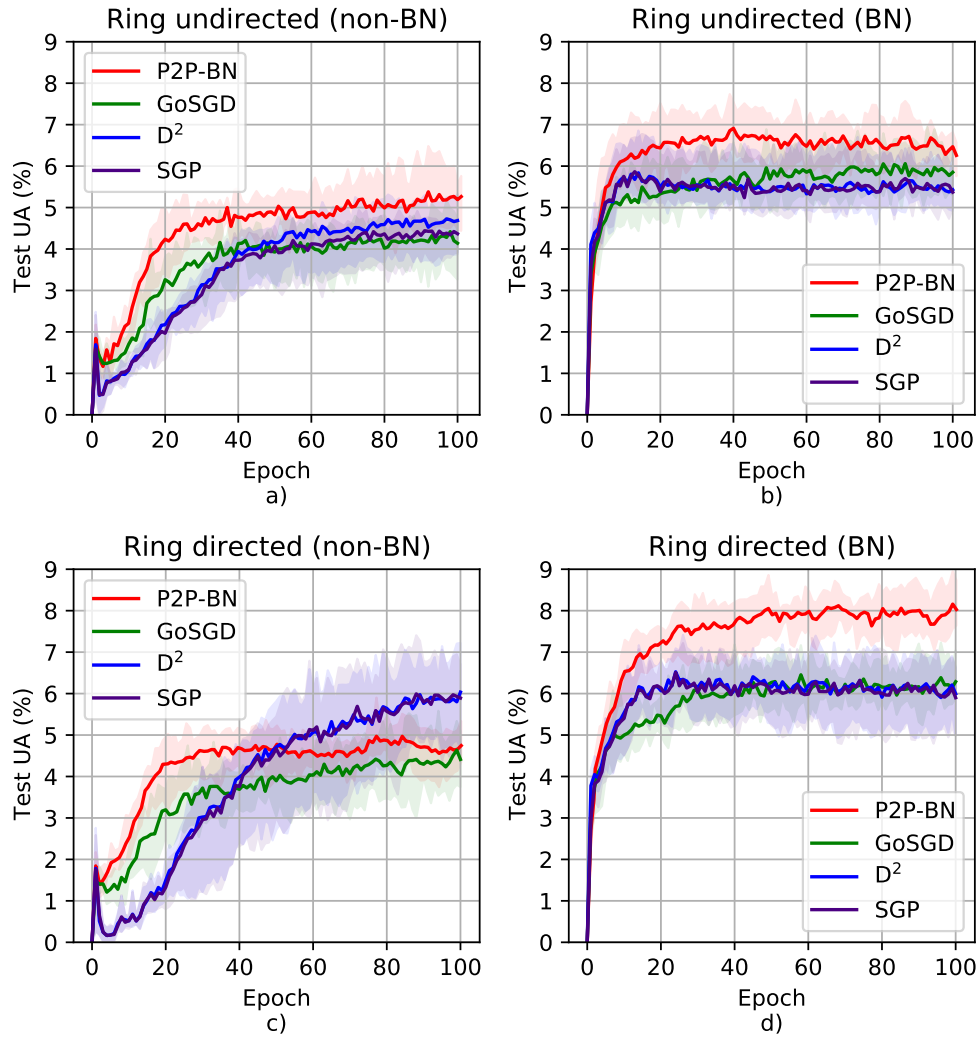 Ring undirected (non-BN)
Test UA (%)
9
8
7
6
5
4
3
2
1
0
P2P-BN
GoSGD
D²
SGP
0 20 40 60 80 100
Epoch
a)
Ring undirected (BN)
Test UA (%)
9
8
7
6
5
4
3
2
1
0
P2P-BN
GoSGD
D²
SGP
0 20 40 60 80 100
Epoch
b)
Ring directed (non-BN)
Test UA (%)
9
8
7
6
5
4
3
2
1
0
P2P-BN
GoSGD
D²
SGP
0 20 40 60 80 100
Epoch
c)
Ring directed (BN)
Test UA (%)
9
8
7
6
5
4
3
2
1
0
P2P-BN
GoSGD
D²
SGP
0 20 40 60 80 100
Epoch
d)